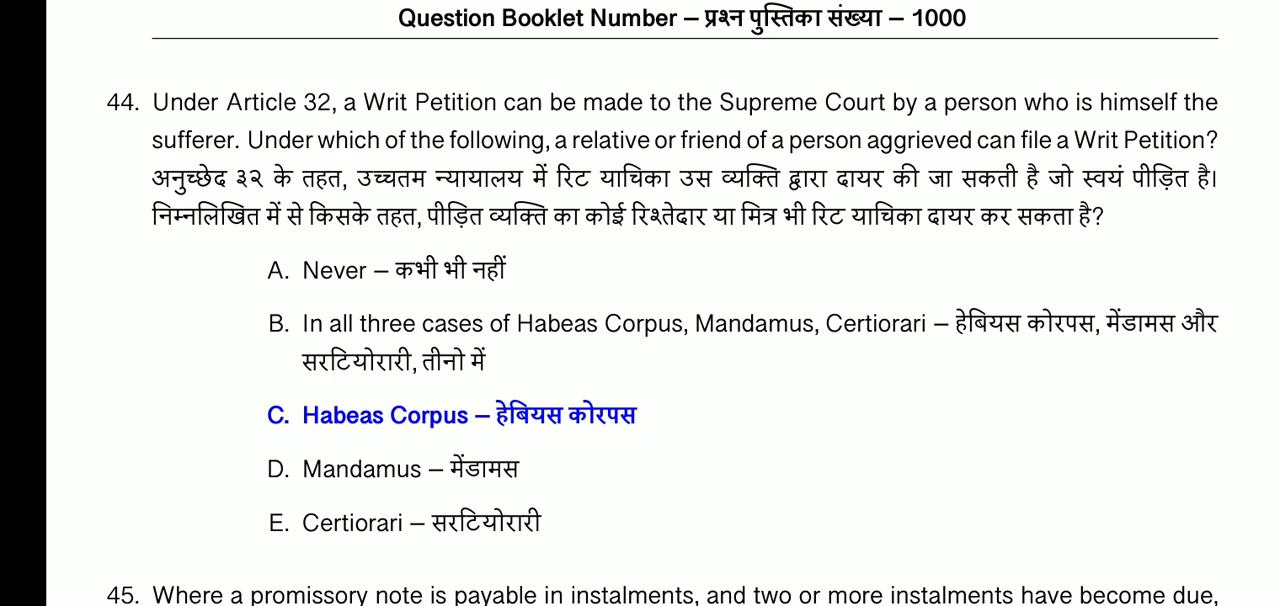 Question Booklet Number – प्रश्न पुस्तिका संख्या – 1000
44. Under Article 32, a Writ Petition can be made to the Supreme Court by a person who is himself the
sufferer. Under which of the following, a relative or friend of a person aggrieved can file a Writ Petition?
अनुच्छेद ३२ के तहत, उच्चतम न्यायालय में रिट याचिका उस व्यक्ति द्वारा दायर की जा सकती है जो स्वयं पीड़ित है।
निम्नलिखित में से किसके तहत, पीड़ित व्यक्ति का कोई रिश्तेदार या मित्र भी रिट याचिका दायर कर सकता है?
A. Never – कभी भी नहीं
B. In all three cases of Habeas Corpus, Mandamus, Certiorari – हेबियस कोरपस, मेंडामस और
सरटियोरारी, तीनो में
C. Habeas Corpus – हेबियस कोरपस
D. Mandamus – मेंडामस
E. Certiorari – सरटियोरारी
45. Where a promissory note is payable in instalments, and two or more instalments have become due,